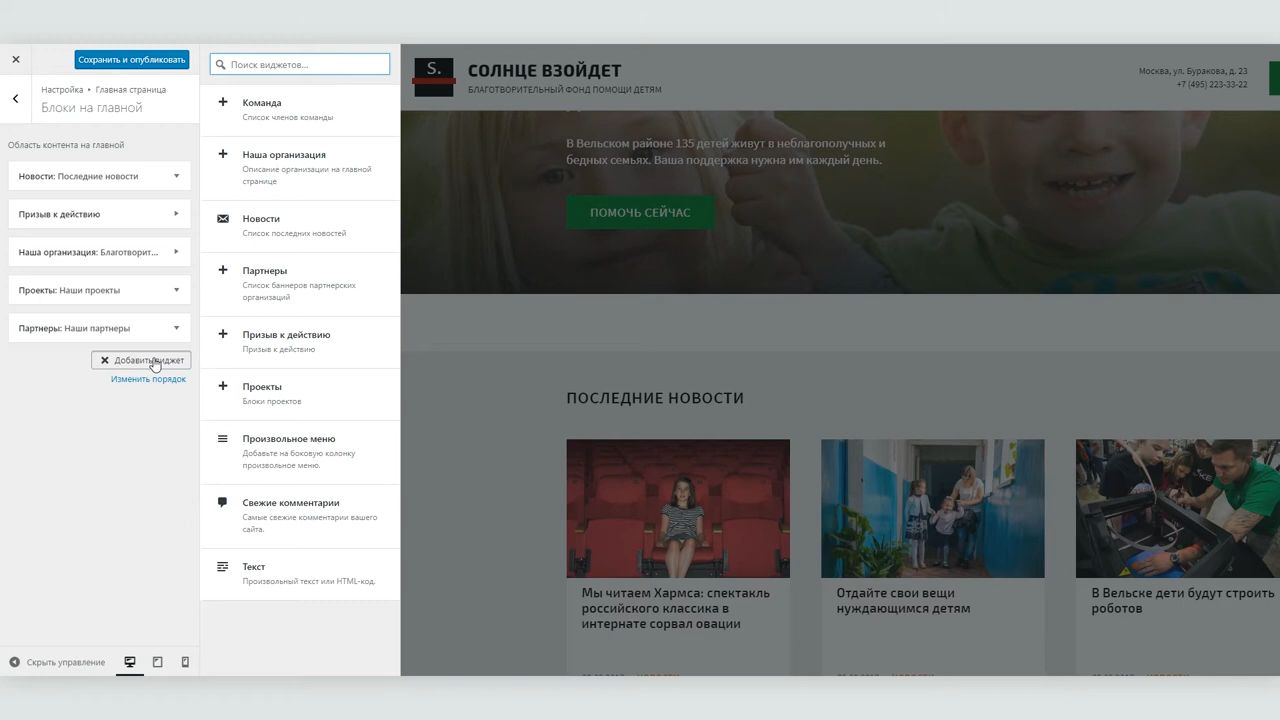 Сохранить и опубликовать
Настройка • Главная страница
Блоки на главной
Область контента на главной
Новости: Последние новости
Призыв к действию
Наша организация: Благотворит...
Проекты: Наши проекты
Партнеры: Наши партнеры
Добавить виджет
Изменить порядок
Скрыть управление
Поиск виджетов...
Команда
Список членов команды
Наша организация
Описание организации на главной
странице
Новости
Список последних новостей
Партнеры
Список баннеров партнерских
организаций
Призыв к действию
Призыв к действию
Проекты
Блоки проектов
Произвольное меню
Добавьте на боковую колонку
произвольное меню.
Свежие комментарии
Самые свежие комментарии вашего
сайта.
Текст
Произвольный текст или HTML-код.
S.
СОЛНЦЕ ВЗОЙДЕТ
БЛАГОТВОРИТЕЛЬНЫЙ ФОНД ПОМОЩИ ДЕТЯМ
Москва, ул. Буракова, д. 23
+7 (495) 223-33-22
В Вельском районе 135 детей живут в неблагополучных и
бедных семьях. Ваша поддержка нужна им каждый день.
ПОМОЧЬ СЕЙЧАС
ПОСЛЕДНИЕ НОВОСТИ
Мы читаем Хармса: спектакль
российского классика в
интернате сорвал овации
Отдайте свои вещи
нуждающимся детям
В Вельске дети будут строить
роботов